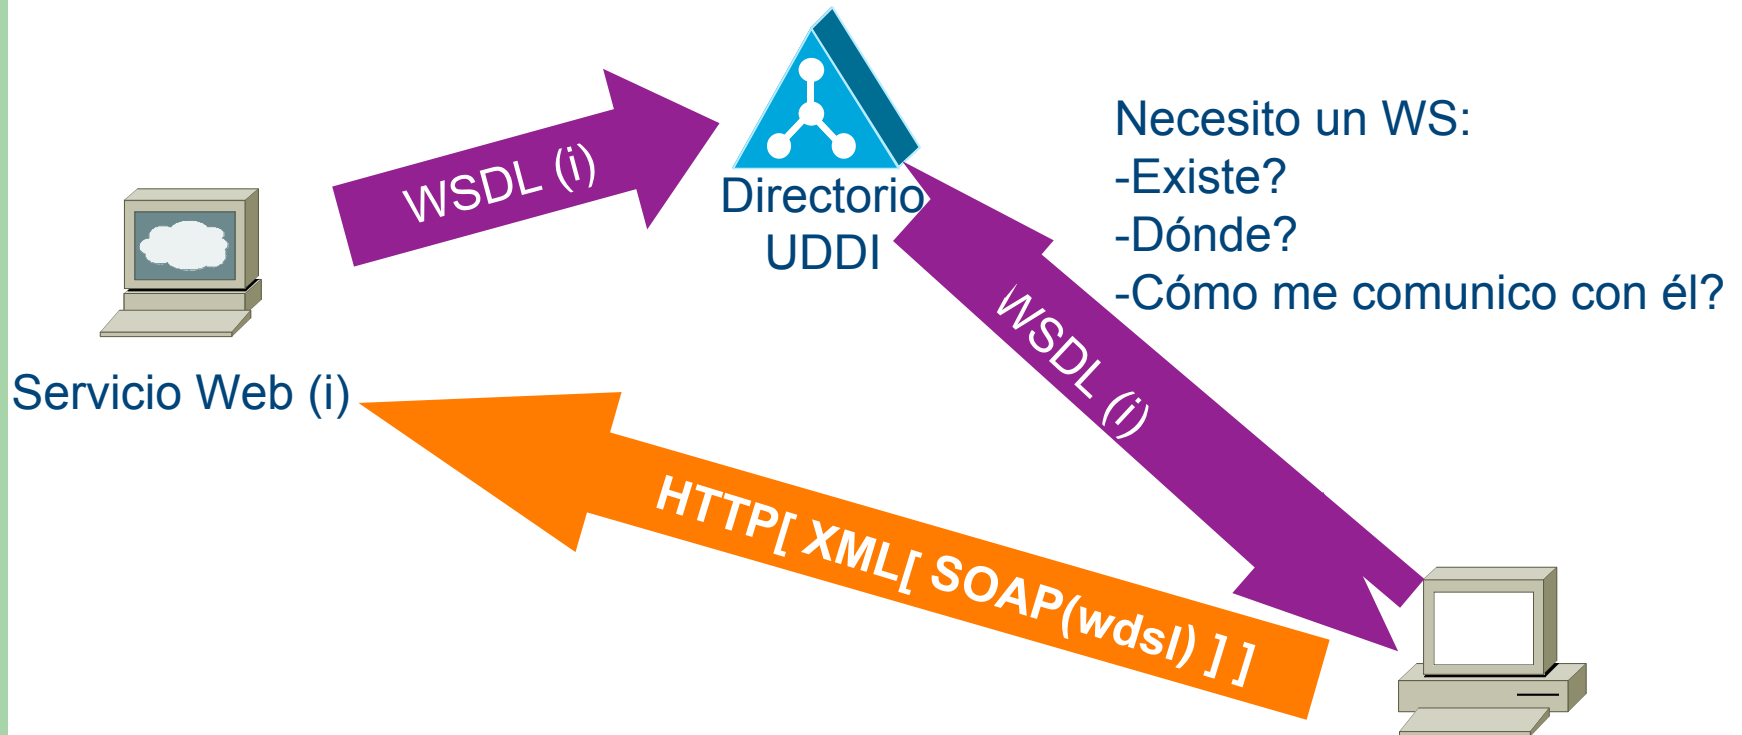 WSDL (i)
Directorio
UDDI
Necesito un WS:
-Existe?
-Dónde?
-Cómo me comunico con él?
WSDL (i)
Servicio Web (i)
HTTP[ XML[ SOAP(wdsl) ] ]